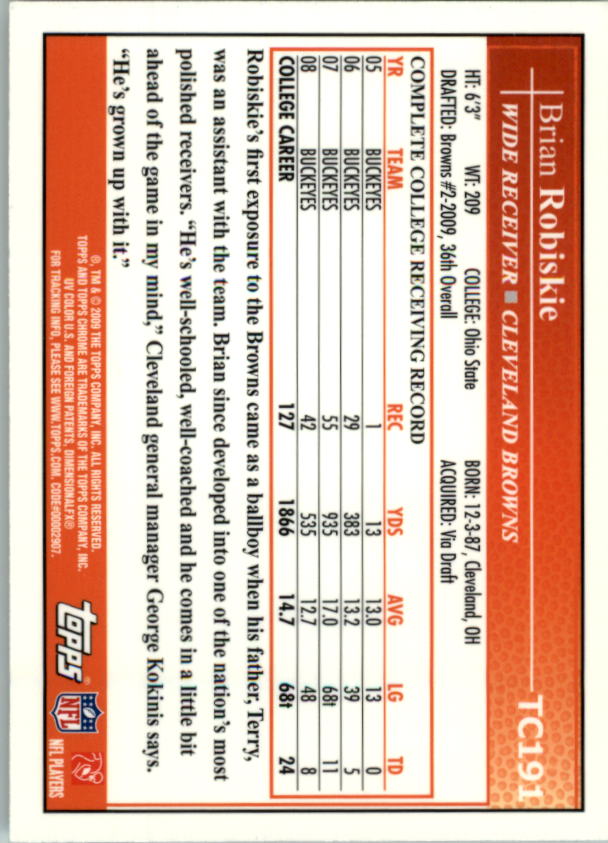 Brian Robiskie TC191
WIDE RECEIVER ■ CLEVELAND BROWNS
HT: 6'3" WT: 209 COLLEGE: Ohio State BORN: 12-3-87, Cleveland, OH
DRAFTED: Browns #2-2009, 36th Overall ACQUIRED: Via Draft
COMPLETE COLLEGE RECEIVING RECORD
YR TEAM REC YDS AVG LG TD
05 BUCKEYES 1 13 13.0 13 0
06 BUCKEYES 29 383 13.2 39 5
07 BUCKEYES 55 935 17.0 68t 11
08 BUCKEYES 42 535 12.7 48 8
COLLEGE CAREER 127 1866 14.7 68t 24
Robiskie's first exposure to the Browns came as a ballboy when his father, Terry,
was an assistant with the team. Brian since developed into one of the nation's most
polished receivers. "He's well-schooled, well-coached and he comes in a little bit
ahead of the game in my mind," Cleveland general manager George Kokinis says.
"He's grown up with it."
®, TM & © 2009 THE TOPPS COMPANY, INC. ALL RIGHTS RESERVED.
TOPPS AND TOPPS CHROME ARE TRADEMARKS OF THE TOPPS COMPANY, INC.
UV COLOR U.S. AND FOREIGN PATENTS, DIMENSIONALFX®
FOR TRACKING INFO, PLEASE SEE WWW.TOPPS.COM. CODE#00002907.
topps®
NFL
NFL PLAYERS